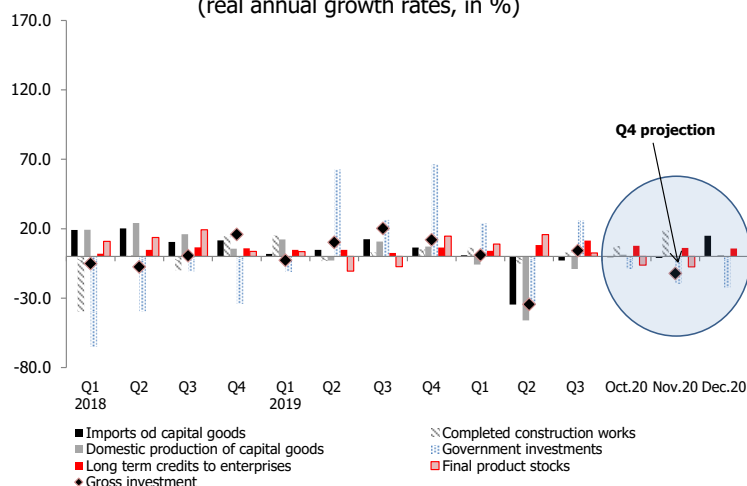 (real annual growth rates, in %)
170.0
120.0
70.0
20.0
-30.0
-80.0
Q4 projection
Q1 Q2 Q3 Q4 Q1 Q2 Q3 Q4 Q1 Q2 Q3 Oct.20 Nov.20 Dec.20
2018 2019
Imports od capital goods Completed construction works
Domestic production of capital goods Government investments
Long term credits to enterprises Final product stocks
Gross investment